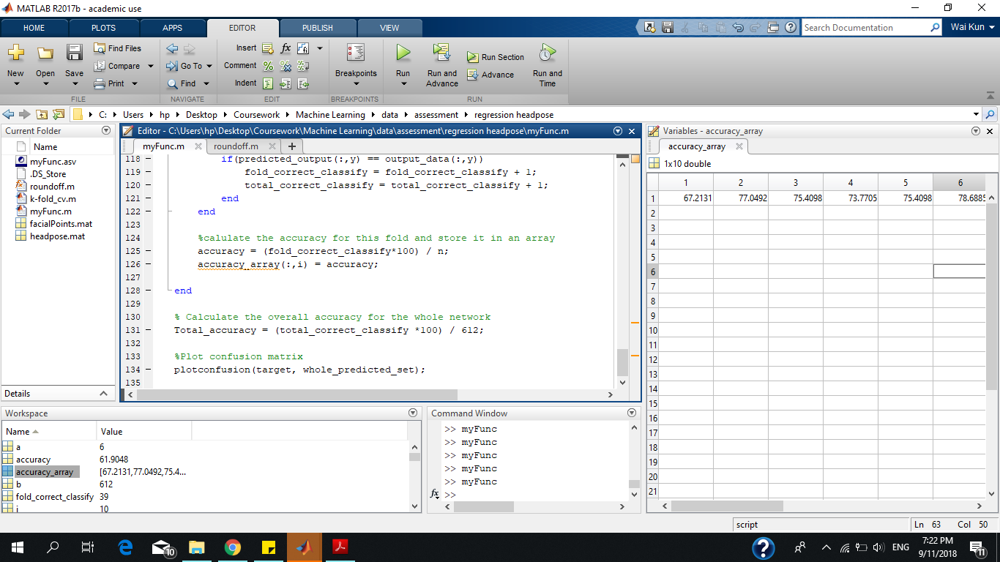 MATLAB R2017b - academic use
HOME PLOTS APPS EDITOR PUBLISH VIEW
Search Documentation
Wai Kun
New Open Save Find Files Compare Print
FILE
Go To Find
NAVIGATE
Insert fx
Comment
Indent
EDIT
Breakpoints
BREAKPOINTS
Run Run and Advance Run Section Advance Run and Time
RUN
C: Users hp Desktop Coursework Machine Learning data assessment regression headpose
Current Folder
Name
myFunc.asv
.DS_Store
roundoff.m
k-fold_cv.m
myFunc.m
facialPoints.mat
headpose.mat
Details
Editor - C:\Users\hp\Desktop\Coursework\Machine Learning\data\assessment\regression headpose\myFunc.m
myFunc.m roundoff.m
118 if(predicted_output(:,y) == output_data(:,y))
119 fold_correct_classify = fold_correct_classify + 1;
120 total_correct_classify = total_correct_classify + 1;
121 end
122 end
123
124 %calulate the accuracy for this fold and store it in an array
125 accuracy = (fold_correct_classify*100) / n;
126 accuracy_array(:,i) = accuracy;
127
128 end
129
130 % Calculate the overall accuracy for the whole network
131 Total_accuracy = (total_correct_classify *100) / 612;
132
133 %Plot confusion matrix
134 plotconfusion(target, whole_predicted_set);
135
Variables - accuracy_array
accuracy_array
1x10 double
1 2 3 4 5 6
1 67.2131 77.0492 75.4098 73.7705 75.4098 78.6885
2
3
4
5
6
7
8
9
10
11
12
13
14
15
16
17
18
19
20
21
Workspace
Name Value
a 6
accuracy 61.9048
accuracy_array [67.2131,77.0492,75.4...
b 612
fold_correct_classify 39
i 10
Command Window
>> myFunc
>> myFunc
>> myFunc
>> myFunc
>> myFunc
fx >>
script
Ln 63 Col 50
10
ENG
7:22 PM
9/11/2018
11